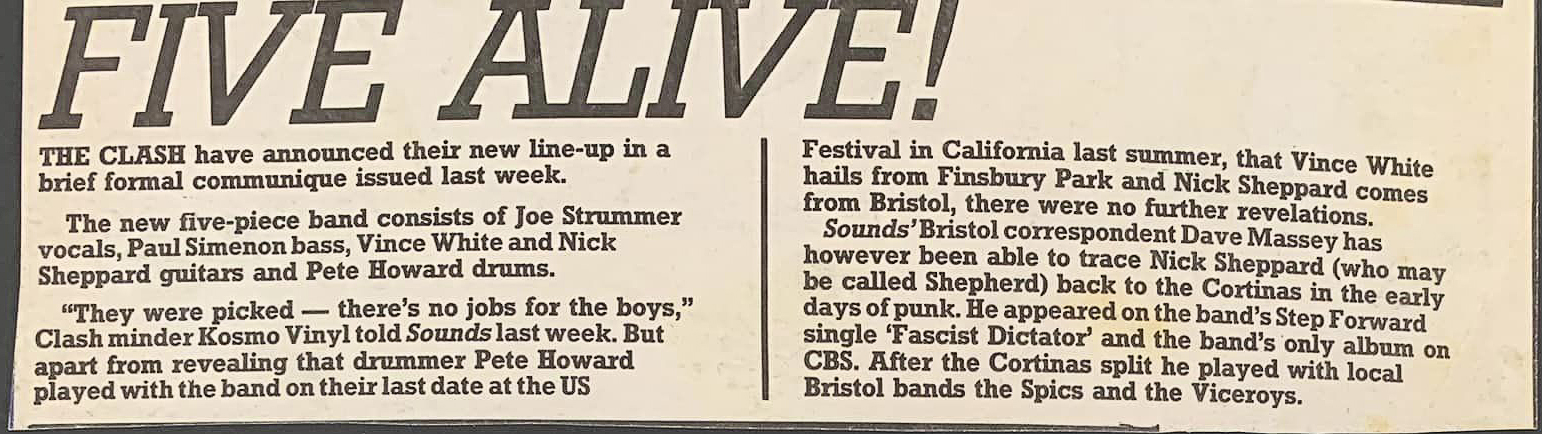 FIVE ALIVE!
THE CLASH have announced their new line-up in a
brief formal communique issued last week.
The new five-piece band consists of Joe Strummer
vocals, Paul Simenon bass, Vince White and Nick
Sheppard guitars and Pete Howard drums.
"They were picked — there's no jobs for the boys,"
Clash minder Kosmo Vinyl told Sounds last week. But
apart from revealing that drummer Pete Howard
played with the band on their last date at the US
Festival in California last summer, that Vince White
hails from Finsbury Park and Nick Sheppard comes
from Bristol, there were no further revelations.
Sounds' Bristol correspondent Dave Massey has
however been able to trace Nick Sheppard (who may
be called Shepherd) back to the Cortinas in the early
days of punk. He appeared on the band's Step Forward
single 'Fascist Dictator' and the band's only album on
CBS. After the Cortinas split he played with local
Bristol bands the Spics and the Viceroys.